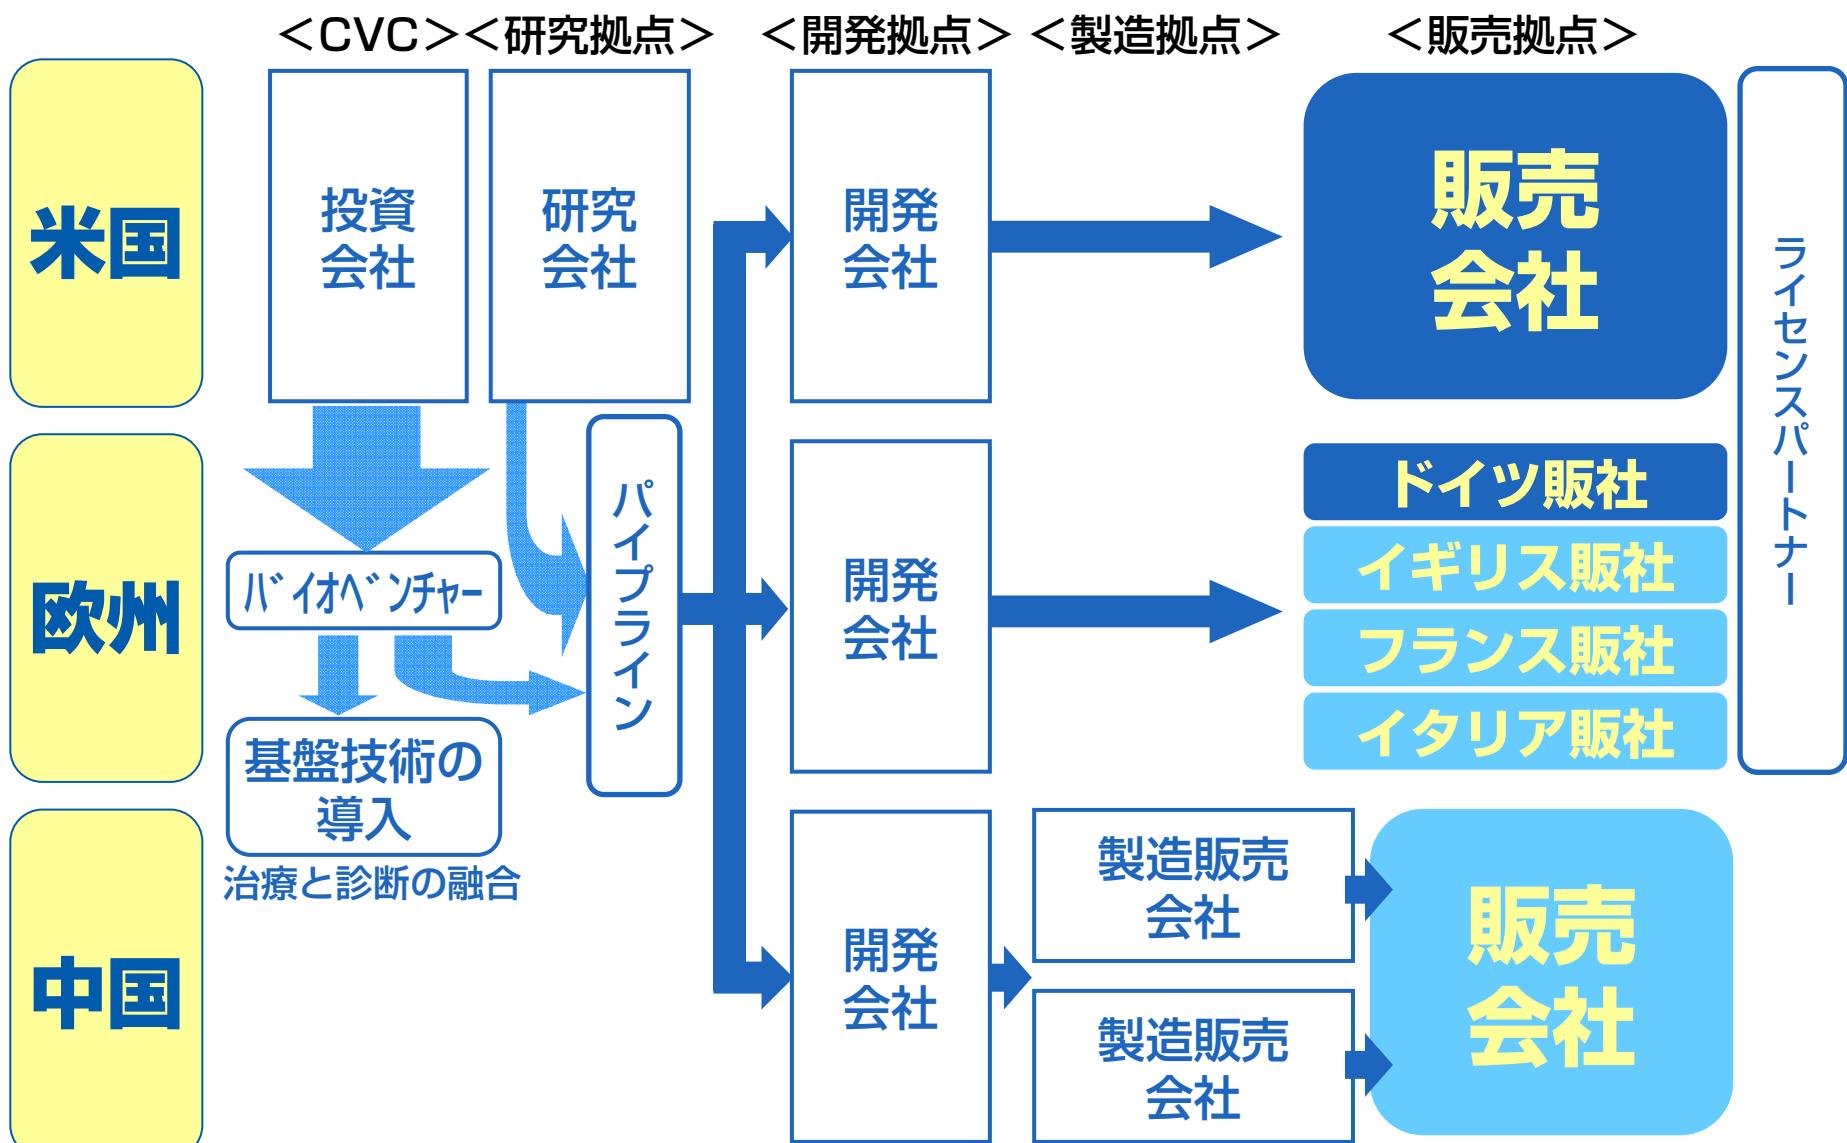 ＜CVC＞＜研究拠点＞ ＜開発拠点＞ ＜製造拠点＞ ＜販売拠点＞
米国
投資
会社
研究
会社
開発
会社
販売
会社
ライセンスパートナー
欧州
バイオベンチャー
基盤技術の
導入
治療と診断の融合
パイプライン
開発
会社
ドイツ販社
イギリス販社
フランス販社
イタリア販社
中国
開発
会社
製造販売
会社
製造販売
会社
販売
会社